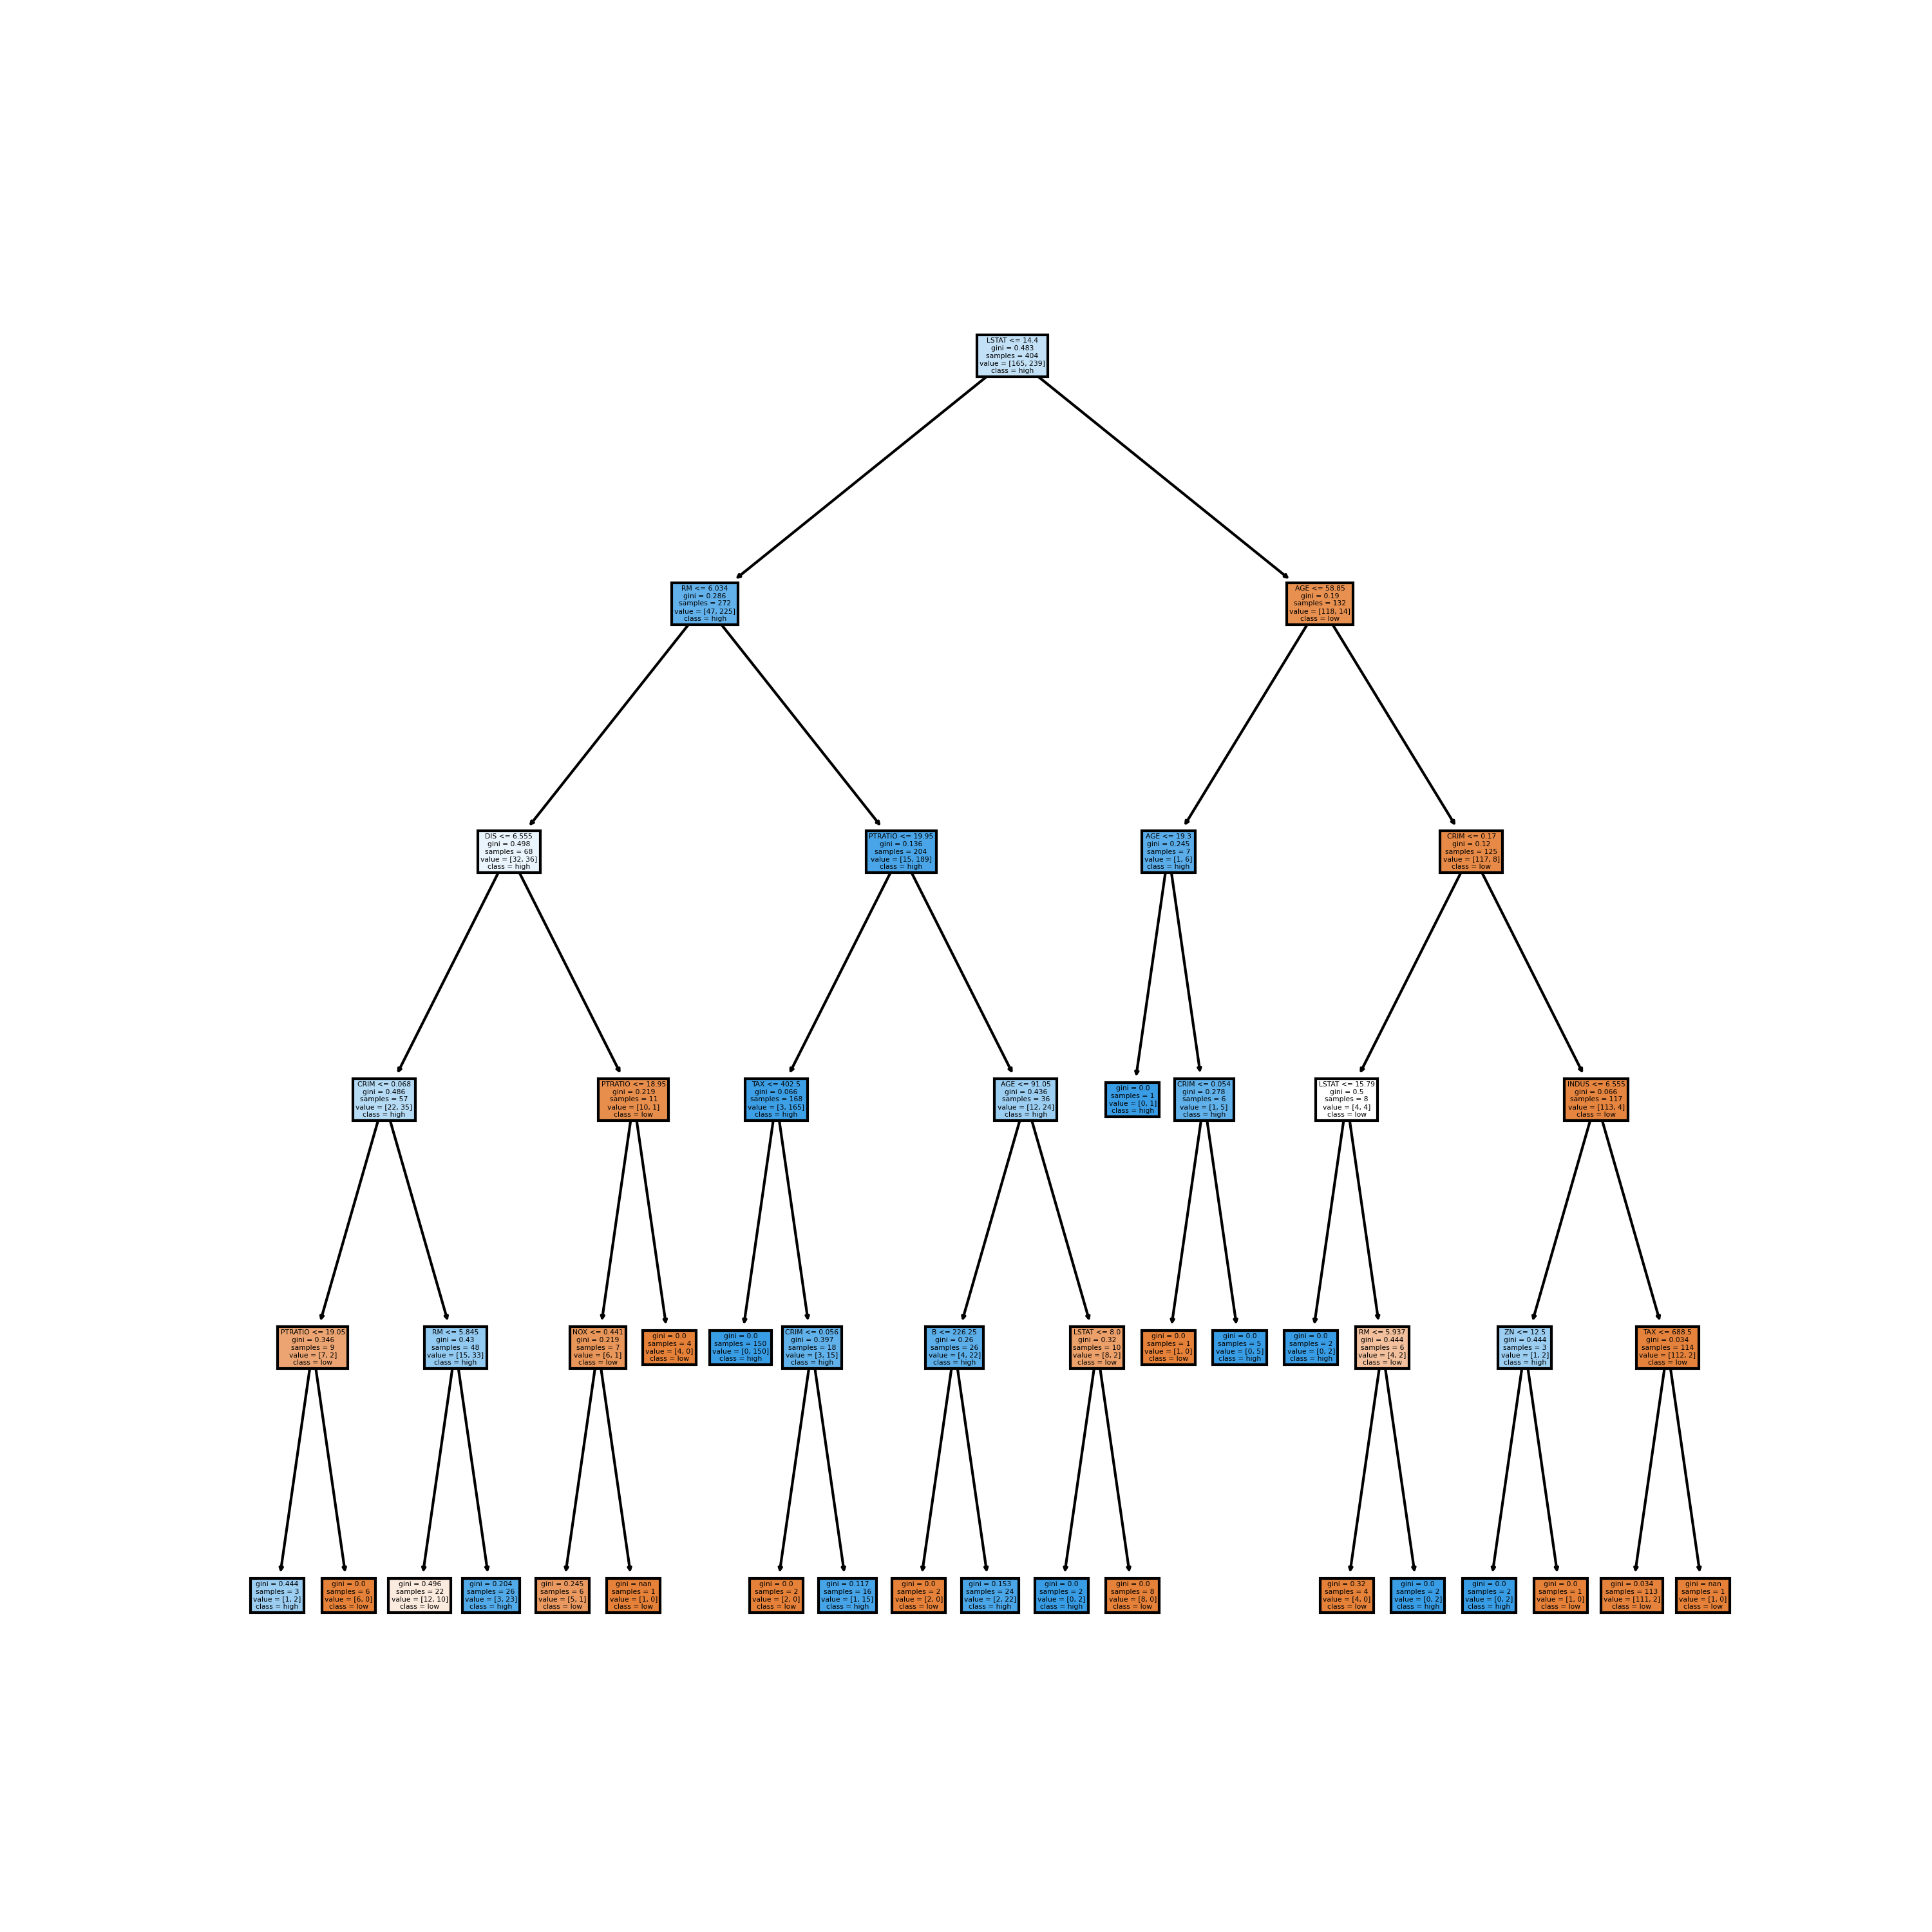 LSTAT <= 14.4
gini = 0.483
samples = 404
value = [165, 239]
class = high
RM <= 6.034
gini = 0.286
samples = 272
value = [47, 225]
class = high
AGE <= 58.85
gini = 0.19
samples = 132
value = [118, 14]
class = low
DIS <= 6.555
gini = 0.498
samples = 68
value = [32, 36]
class = high
PTRATIO <= 19.95
gini = 0.136
samples = 204
value = [15, 189]
class = high
AGE <= 19.3
gini = 0.245
samples = 7
value = [1, 6]
class = high
CRIM <= 0.17
gini = 0.12
samples = 125
value = [117, 8]
class = low
CRIM <= 0.068
gini = 0.486
samples = 57
value = [22, 35]
class = high
PTRATIO <= 18.95
gini = 0.219
samples = 11
value = [10, 1]
class = low
TAX <= 402.5
gini = 0.066
samples = 168
value = [3, 165]
class = high
AGE <= 91.05
gini = 0.436
samples = 36
value = [12, 24]
class = high
gini = 0.0
samples = 1
value = [0, 1]
class = high
CRIM <= 0.054
gini = 0.278
samples = 6
value = [1, 5]
class = high
LSTAT <= 15.79
gini = 0.5
samples = 8
value = [4, 4]
class = low
INDUS <= 6.555
gini = 0.066
samples = 117
value = [113, 4]
class = low
PTRATIO <= 19.05
gini = 0.346
samples = 9
value = [7, 2]
class = low
RM <= 5.845
gini = 0.43
samples = 48
value = [15, 33]
class = high
NOX <= 0.441
gini = 0.219
samples = 7
value = [6, 1]
class = low
gini = 0.0
samples = 4
value = [4, 0]
class = low
gini = 0.0
samples = 150
value = [0, 150]
class = high
CRIM <= 0.056
gini = 0.397
samples = 18
value = [3, 15]
class = high
B <= 226.25
gini = 0.26
samples = 26
value = [4, 22]
class = high
LSTAT <= 8.0
gini = 0.32
samples = 10
value = [8, 2]
class = low
gini = 0.0
samples = 1
value = [1, 0]
class = low
gini = 0.0
samples = 5
value = [0, 5]
class = high
gini = 0.0
samples = 2
value = [0, 2]
class = high
RM <= 5.937
gini = 0.444
samples = 6
value = [4, 2]
class = low
ZN <= 12.5
gini = 0.444
samples = 3
value = [1, 2]
class = high
TAX <= 688.5
gini = 0.034
samples = 114
value = [112, 2]
class = low
gini = 0.444
samples = 3
value = [1, 2]
class = high
gini = 0.0
samples = 6
value = [6, 0]
class = low
gini = 0.496
samples = 22
value = [12, 10]
class = low
gini = 0.204
samples = 26
value = [3, 23]
class = high
gini = 0.245
samples = 6
value = [5, 1]
class = low
gini = nan
samples = 1
value = [1, 0]
class = low
gini = 0.0
samples = 2
value = [2, 0]
class = low
gini = 0.117
samples = 16
value = [1, 15]
class = high
gini = 0.0
samples = 2
value = [2, 0]
class = low
gini = 0.153
samples = 24
value = [2, 22]
class = high
gini = 0.0
samples = 2
value = [0, 2]
class = high
gini = 0.0
samples = 8
value = [8, 0]
class = low
gini = 0.32
samples = 4
value = [4, 0]
class = low
gini = 0.0
samples = 2
value = [0, 2]
class = high
gini = 0.0
samples = 2
value = [0, 2]
class = high
gini = 0.0
samples = 1
value = [1, 0]
class = low
gini = 0.034
samples = 113
value = [111, 2]
class = low
gini = nan
samples = 1
value = [1, 0]
class = low